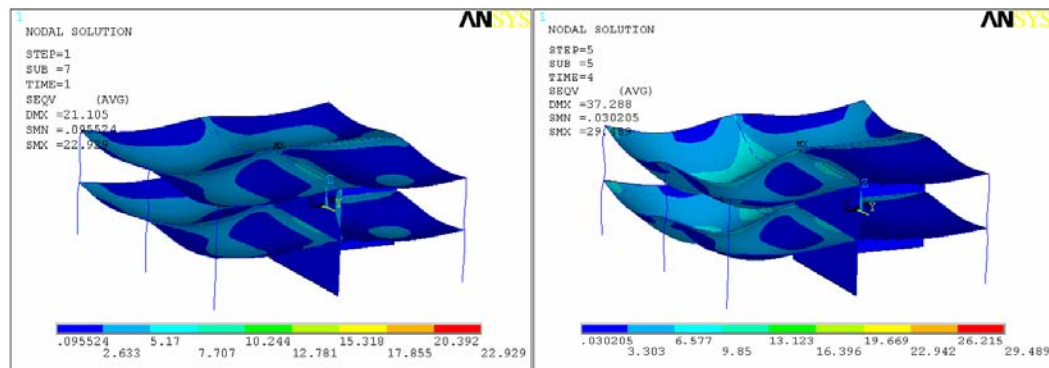 1
ANSYS
NODAL SOLUTION
STEP=1
SUB =7
TIME=1
SEQV (AVG)
DMX =21.105
SMN =.095524
SMX =22.929
MX
Z
Y
.095524 2.633 5.17 7.707 10.244 12.781 15.318 17.855 20.392 22.929
1
ANSYS
NODAL SOLUTION
STEP=5
SUB =5
TIME=4
SEQV (AVG)
DMX =37.288
SMN =.030205
SMX =29.489
MX
Z
Y
.030205 3.303 6.577 9.85 13.123 16.396 19.669 22.942 26.215 29.489